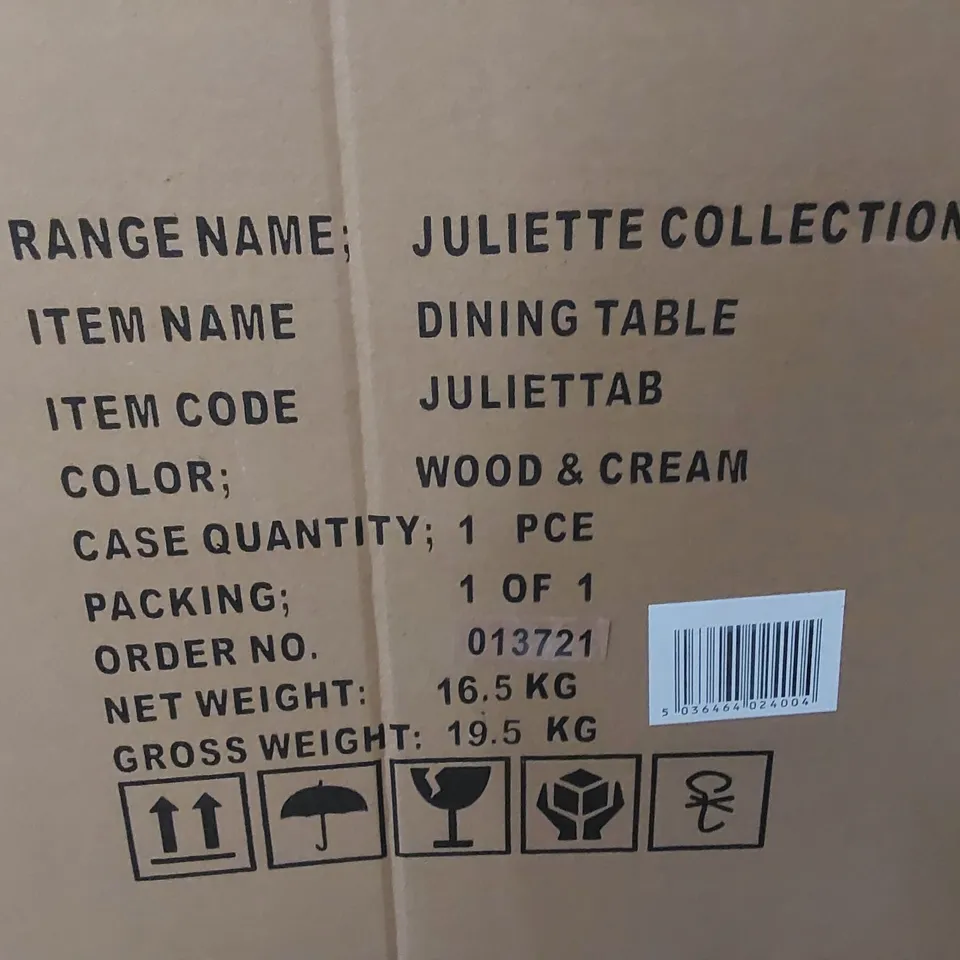 RANGE NAME; JULIETTE COLLECTION
ITEM NAME DINING TABLE
ITEM CODE JULIETTAB
COLOR; WOOD & CREAM
CASE QUANTITY; 1 PCE
PACKING; 1 OF 1
ORDER NO. 013721
NET WEIGHT: 16.5 KG
GROSS WEIGHT: 19.5 KG
5 036464 024004